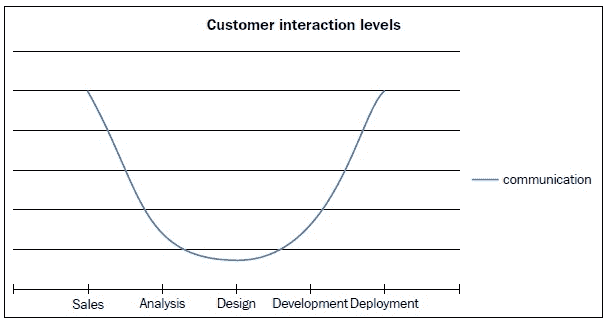 Customer interaction levels
communication
Sales Analysis Design Development Deployment